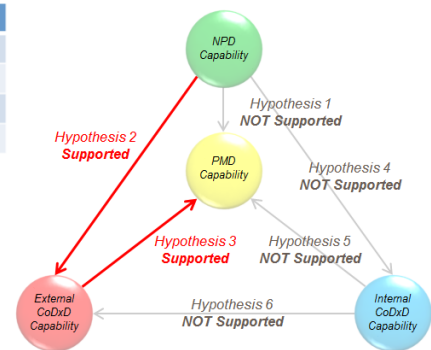 NPD
Capability
Hypothesis 1
NOT Supported
Hypothesis 2
Supported
PMD
Capability
Hypothesis 4
NOT Supported
Hypothesis 3
Supported
Hypothesis 5
NOT Supported
External
CoDxD
Capability
Hypothesis 6
NOT Supported
Internal
CoDxD
Capability